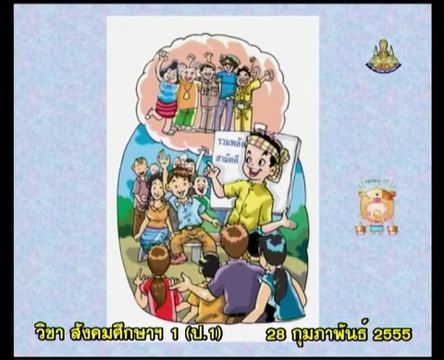 รวมพลัง
สามัคคี
วิชา สังคมศึกษาฯ 1 (ป.1)
28 กุมภาพันธ์ 2555